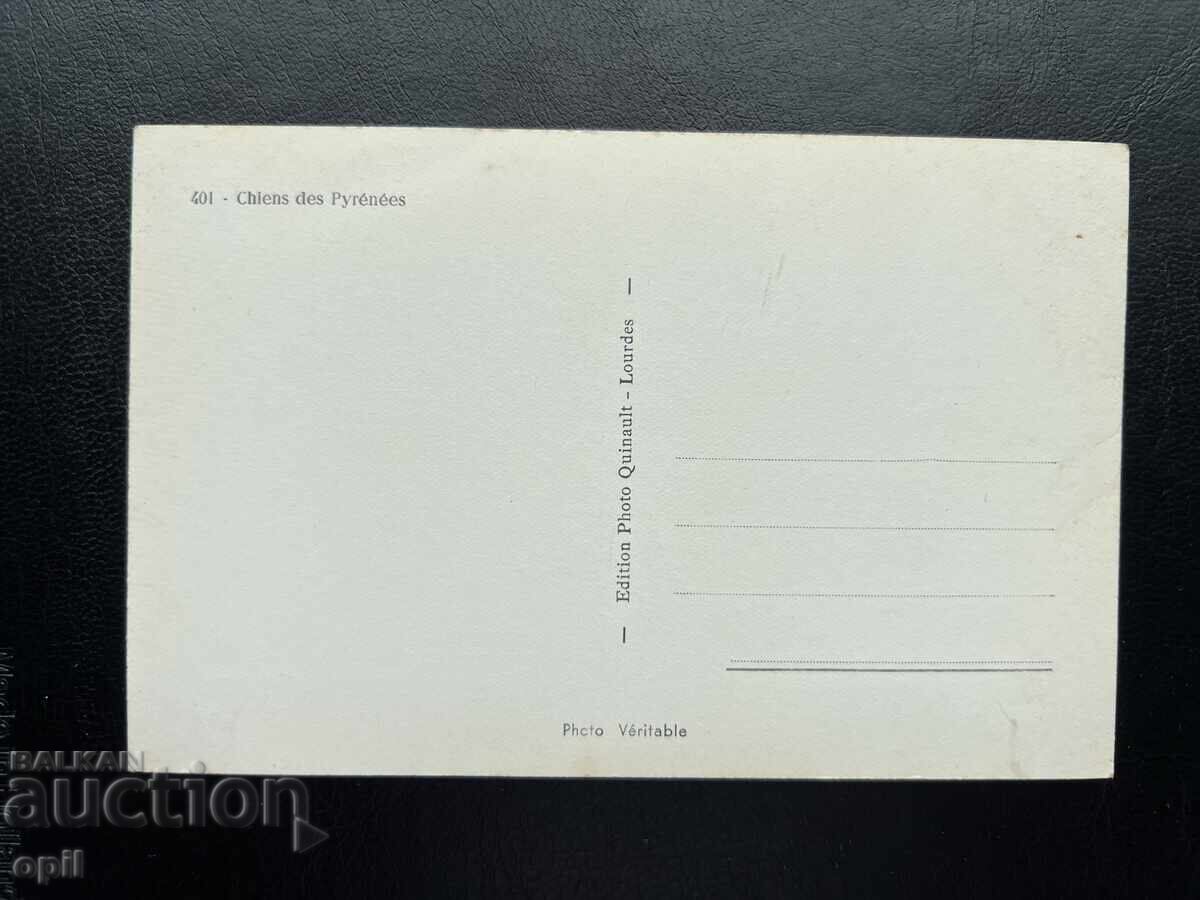 401 - Chiens des Pyrénées
— Edition Photo Quinault - Lourdes —
Photo Véritable
BALKAN
auction
opil